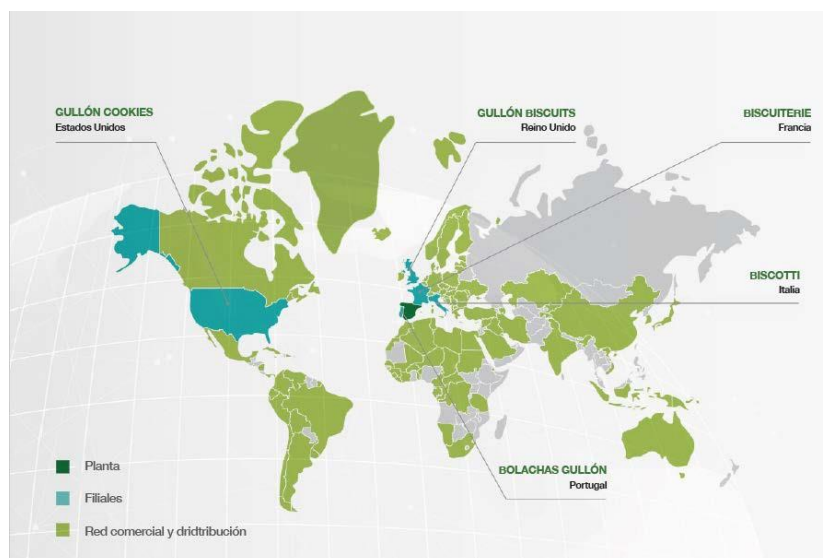 GULLÓN COOKIES
Estados Unidos
GULLÓN BISCUITS
Reino Unido
BISCUITERIE
Francia
BISCOTTI
Italia
BOLACHAS GULLÓN
Portugal
Planta
Filiales
Red comercial y dridtribución